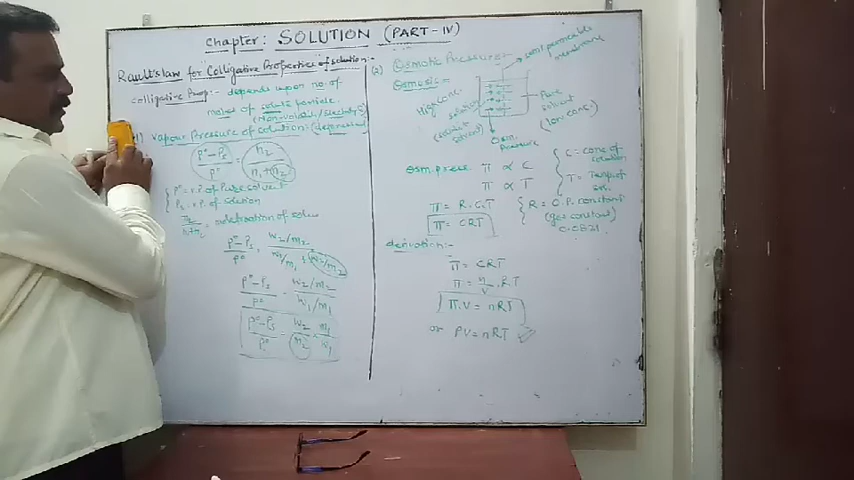 chapter: SOLUTION (PART-IV)
Raoult's law for Colligative Properties of solution:-
colligative Prop:- depends upon no. of
moles of solute particle.
(Non-volatile / Electrolyte)
(1) Vapour Pressure of solution: (depression)
P°-Ps / P° = n2 / n1+n2
P° = V.P. of Pure solvent
Ps = V.P. of solution
n2 / n1+n2 = molefraction of solute
P°-Ps / P° = w2/m2 / w1/m1 + w2/m2
P°-Ps / P° = w2/m2 / w1/m1
P°-Ps / P° = w2 / m2 × m1 / w1
(2) Osmotic Pressure:-
semi permeable
membrane
Osmosis =
High conc.
solution
Pure
solvent
(low conc)
Osm.
Pressure
osm. press π ∝ C
π ∝ T
C = conc. of
solution
T = Temp. of
π = R.C.T
π = CRT
R = O.P. constant
(gas constant)
0.0821
derivation:-
π = CRT
π = n/V . RT
π.V = nRT
or PV = nRT